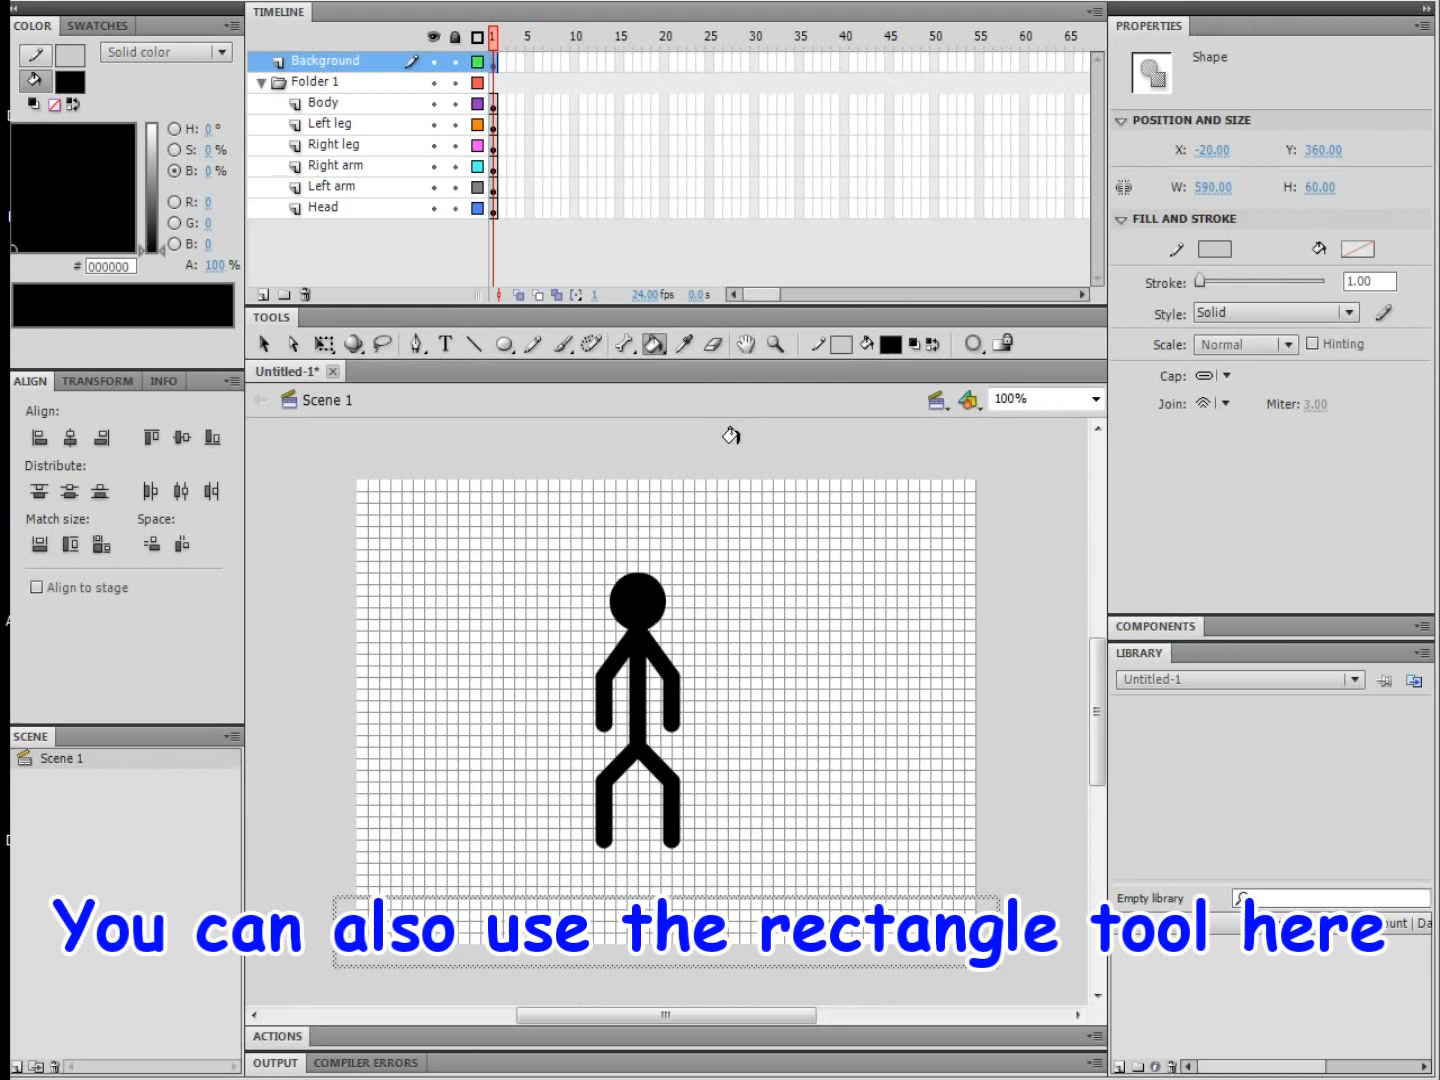 COLOR SWATCHES
Solid color
H: 0 °
S: 0 %
B: 0 %
R: 0
G: 0
B: 0
# 000000 A: 100 %
ALIGN TRANSFORM INFO
Align:
Distribute:
Match size: Space:
Align to stage
SCENE
Scene 1
TIMELINE
1 5 10 15 20 25 30 35 40 45 50 55 60 65
Background
Folder 1
Body
Left leg
Right leg
Right arm
Left arm
Head
1 24.00 fps 0.0 s
TOOLS
Untitled-1*
Scene 1 100%
You can also use the rectangle tool here
ACTIONS
OUTPUT COMPILER ERRORS
PROPERTIES
Shape
POSITION AND SIZE
X: -20.00 Y: 360.00
W: 590.00 H: 60.00
FILL AND STROKE
Stroke: 1.00
Style: Solid
Scale: Normal Hinting
Cap:
Join: Miter: 3.00
COMPONENTS
LIBRARY
Untitled-1
Empty library